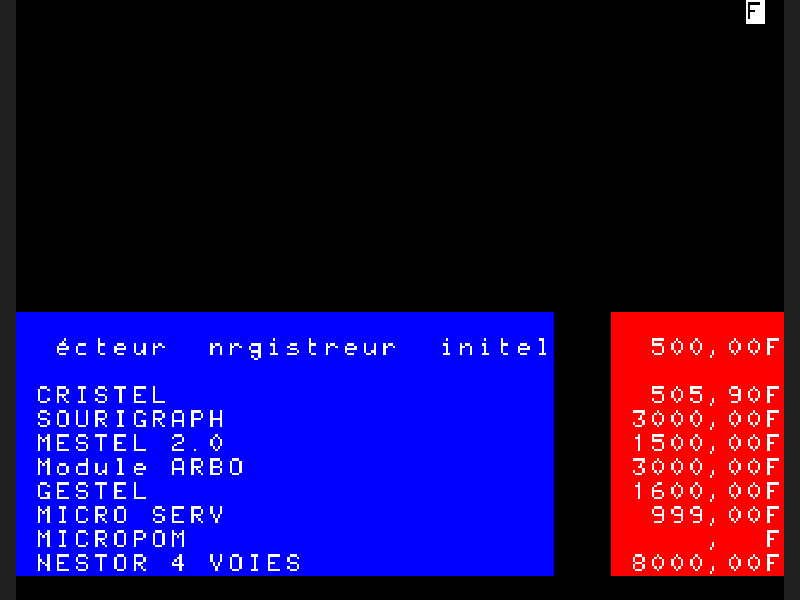 F
écteur nrgistreur initel 500,00F
CRISTEL 505,90F
SOURIGRAPH 3000,00F
MESTEL 2.0 1500,00F
Module ARBO 3000,00F
GESTEL 1600,00F
MICRO SERV 999,00F
MICROPOM , F
NESTOR 4 VOIES 8000,00F